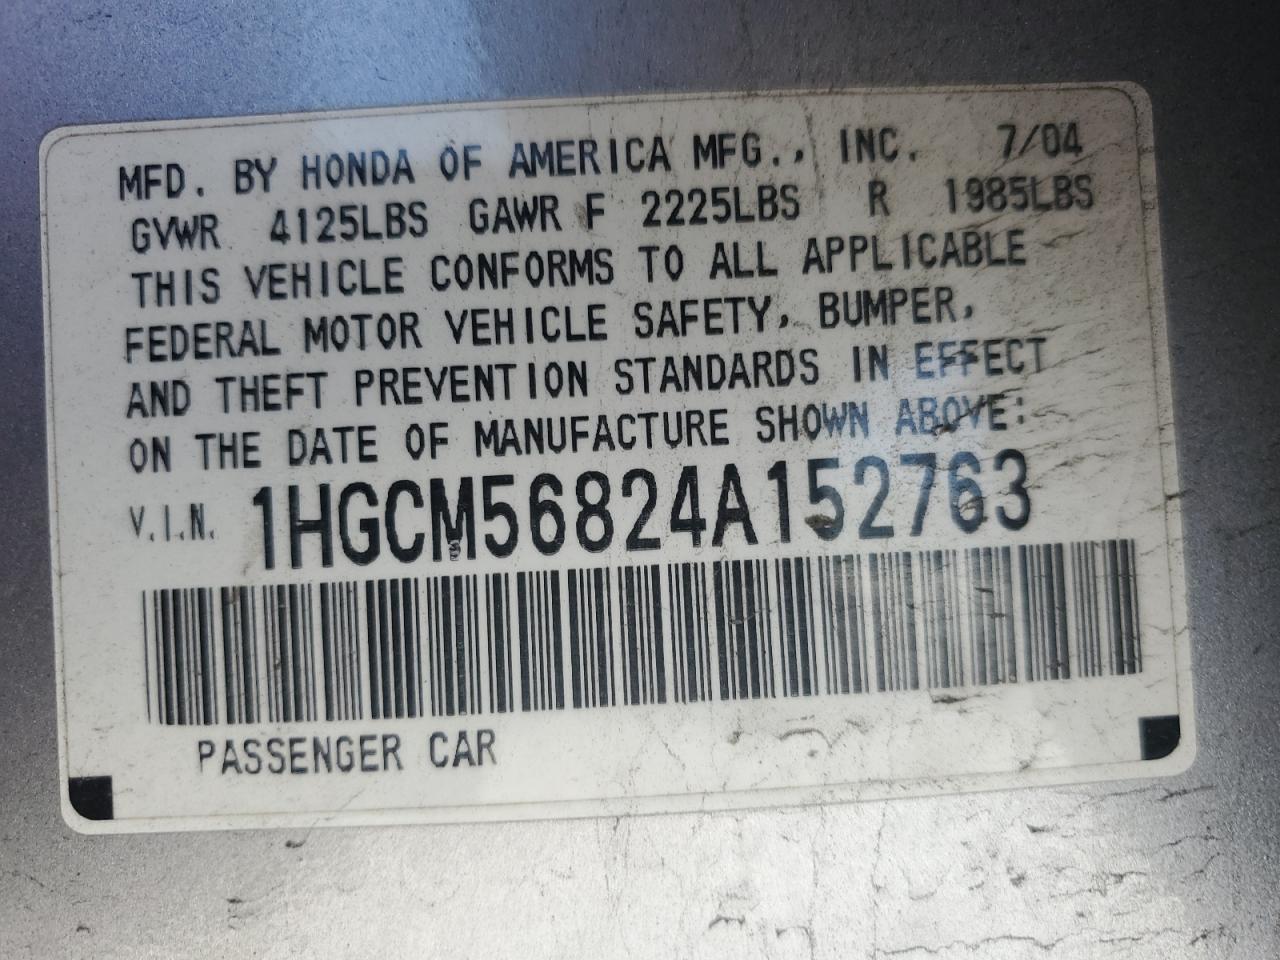 MFD. BY HONDA OF AMERICA MFG., INC. 7/04
GVWR 4125LBS GAWR F 2225LBS R 1985LBS
THIS VEHICLE CONFORMS TO ALL APPLICABLE
FEDERAL MOTOR VEHICLE SAFETY, BUMPER,
AND THEFT PREVENTION STANDARDS IN EFFECT
ON THE DATE OF MANUFACTURE SHOWN ABOVE:
V.I.N. 1HGCM56824A152763
PASSENGER CAR